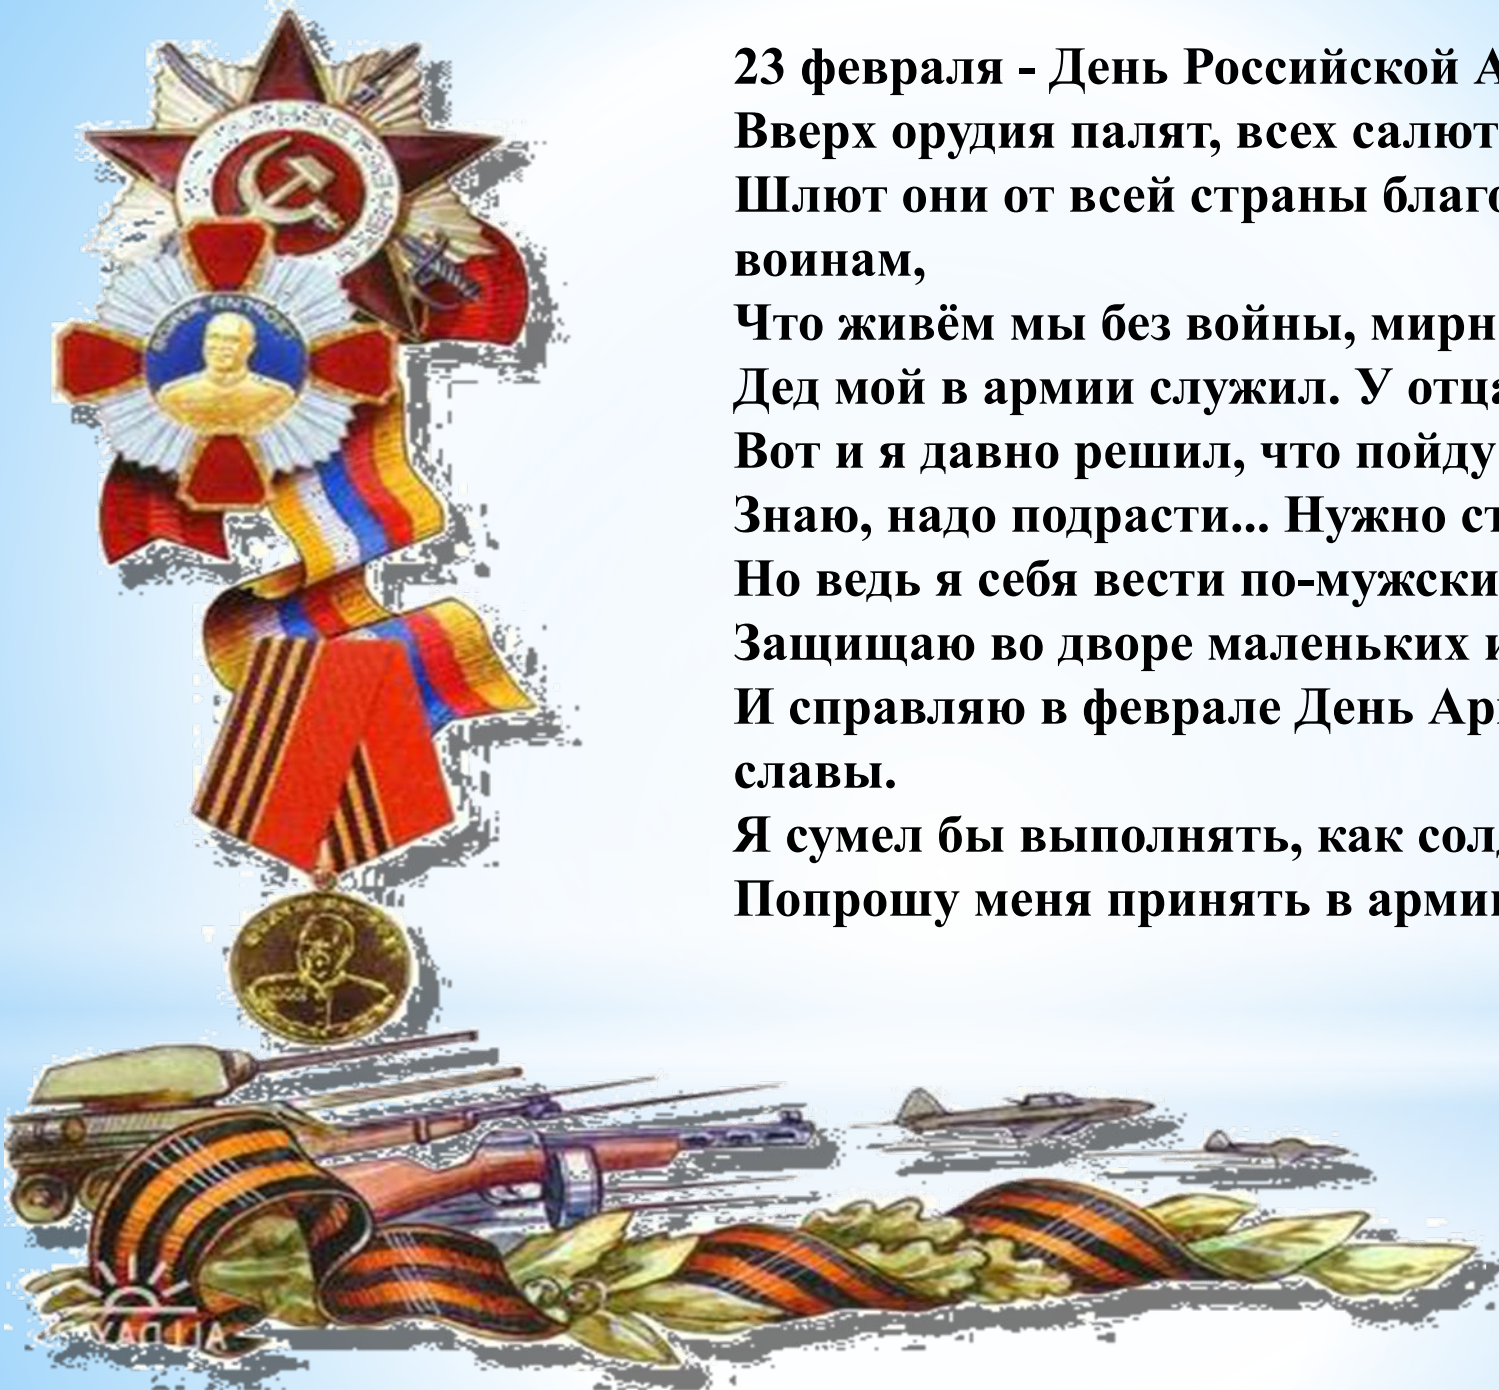 23 февраля - День Российской А
Вверх орудия палят, всех салют
Шлют они от всей страны благо
воинам,
Что живём мы без войны, мирн
Дед мой в армии служил. У отца
Вот и я давно решил, что пойду
Знаю, надо подрасти... Нужно ст
Но ведь я себя вести по-мужски
Защищаю во дворе маленьких и
И справляю в феврале День Ар
славы.
Я сумел бы выполнять, как солд
Попрошу меня принять в арми